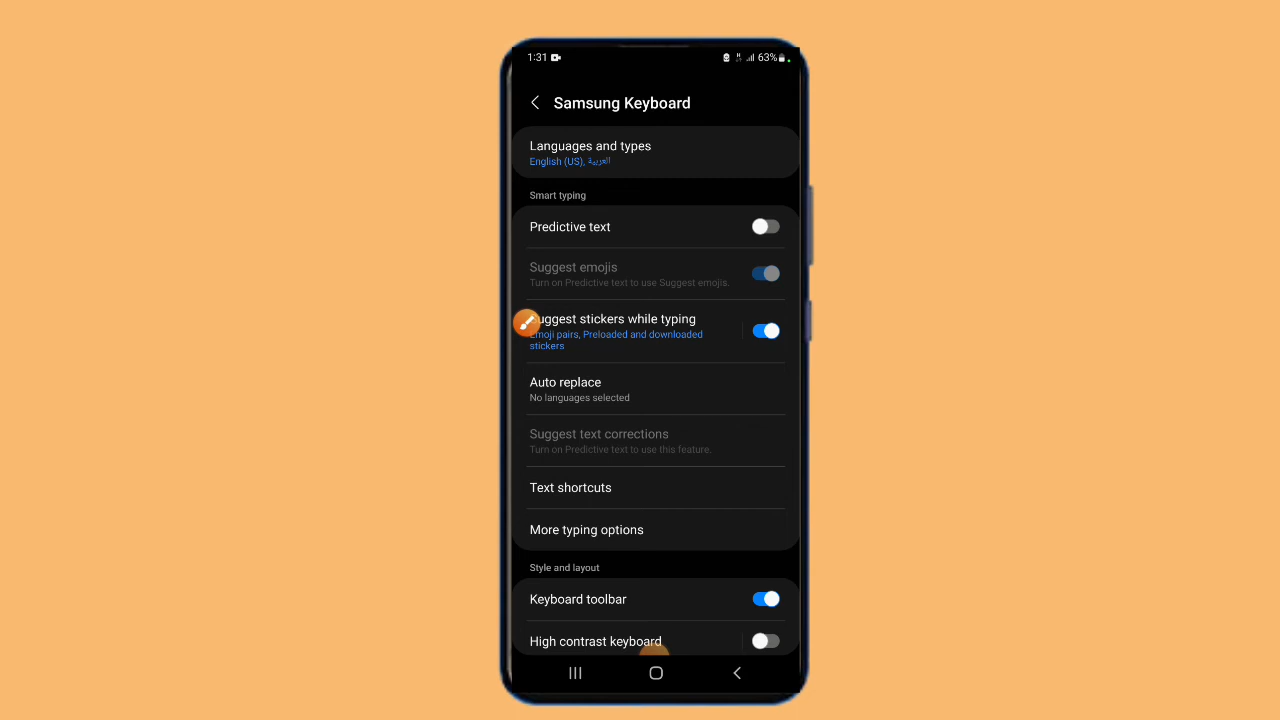 1:31
63%
Samsung Keyboard
Languages and types
English (US), العربية
Smart typing
Predictive text
Suggest emojis
Turn on Predictive text to use Suggest emojis.
uggest stickers while typing
Emoji pairs, Preloaded and downloaded
stickers
Auto replace
No languages selected
Suggest text corrections
Turn on Predictive text to use this feature.
Text shortcuts
More typing options
Style and layout
Keyboard toolbar
High contrast keyboard